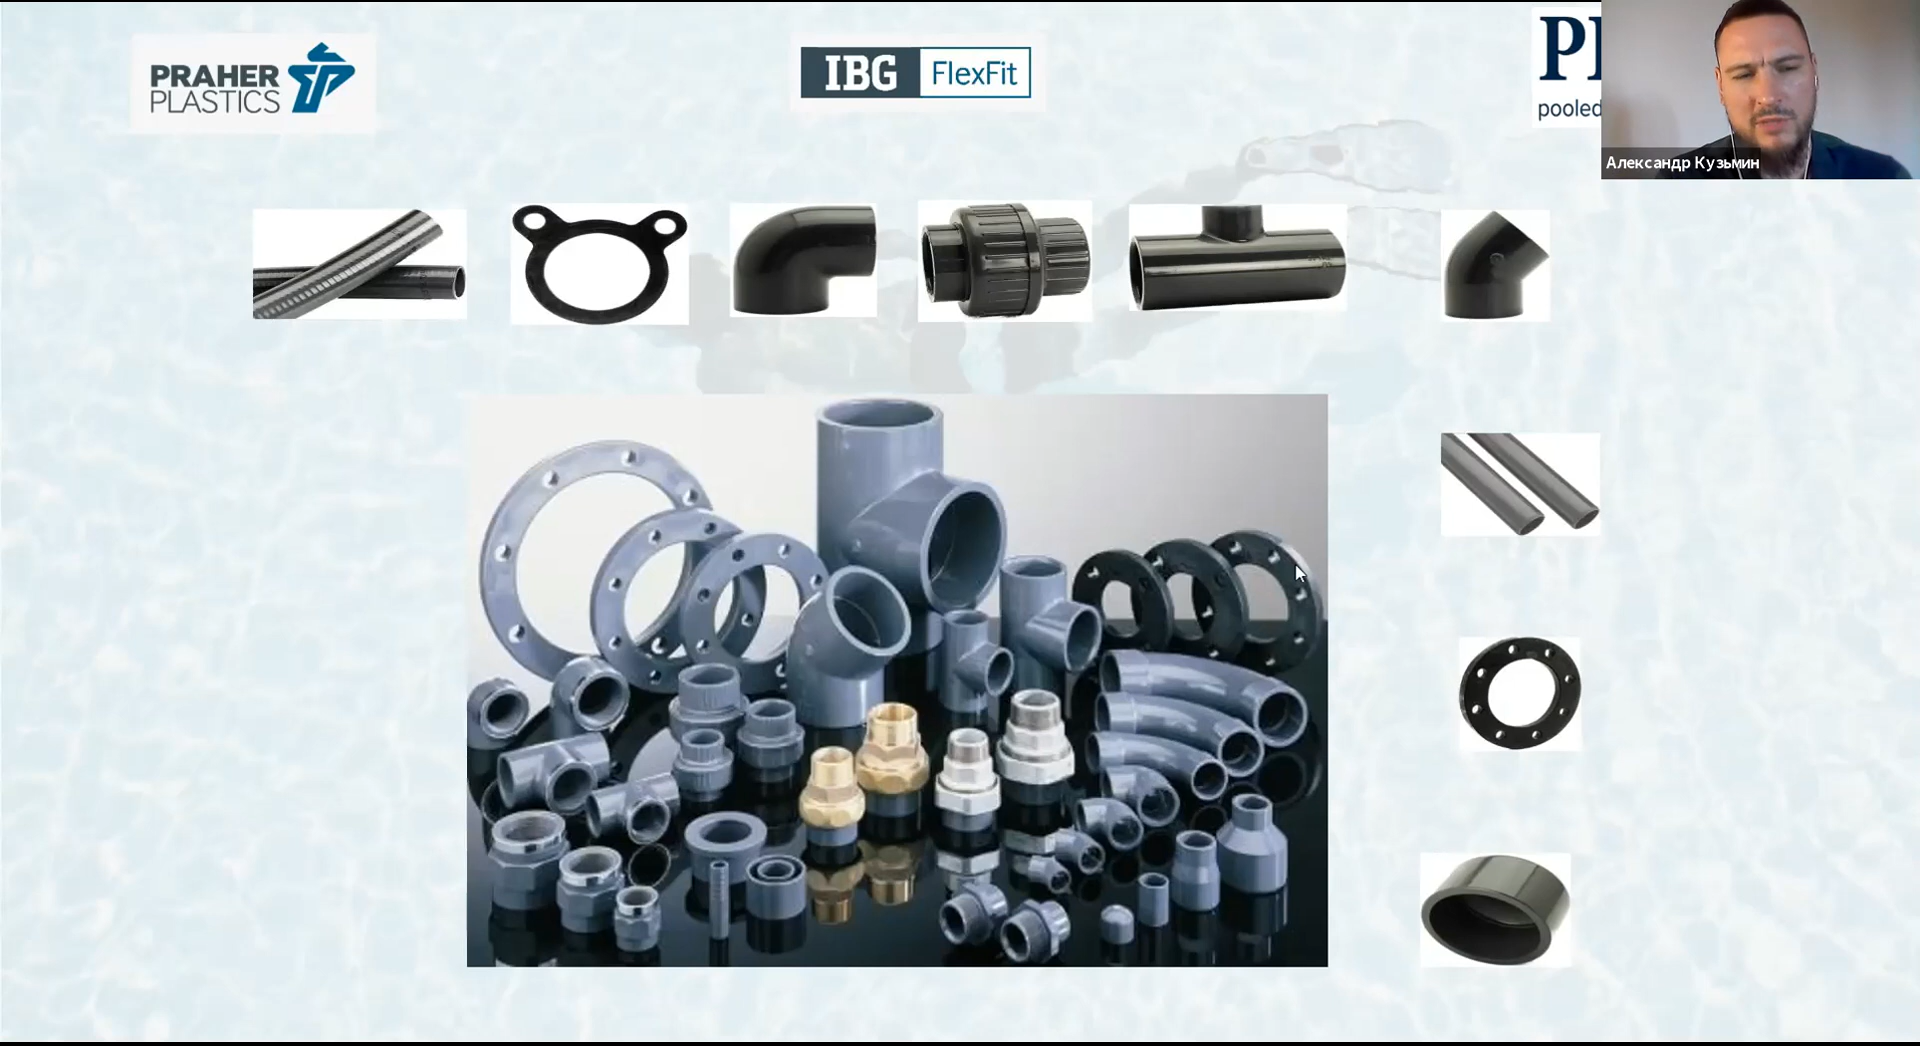 PRAHER
PLASTICS
IBG FlexFit
pooled
Александр Кузьмин